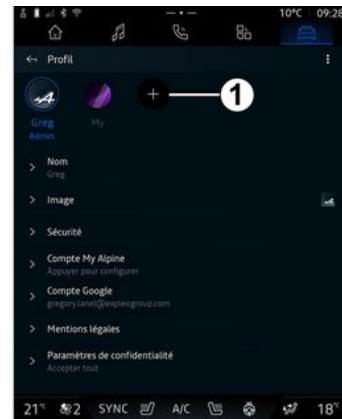 10°C 09:28
Profil
1
Greg
Admin
My
Nom
Greg
Image
Sécurité
Compte My Alpine
Appuyer pour configurer
Compte Google
gregory.lanel@expleogroup.com
Mentions légales
Paramètres de confidentialité
Accepter tout
21° 2 SYNC A/C 18°